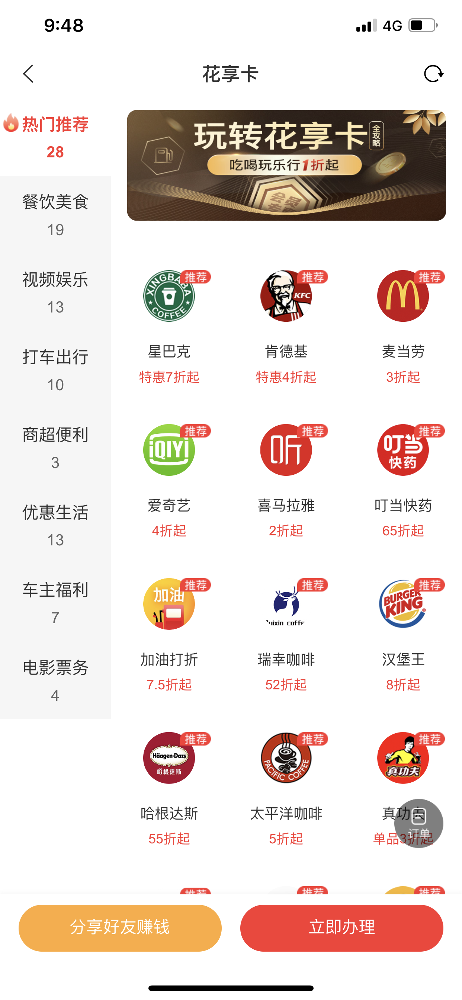 9:48
4G
花享卡
热门推荐
28
餐饮美食
19
视频娱乐
13
打车出行
10
商超便利
3
优惠生活
13
车主福利
7
电影票务
4
玩转花享卡
全攻略
吃喝玩乐行1折起
会员
推荐
推荐
推荐
XINGBABA
COFFEE
KFC
星巴克
肯德基
麦当劳
特惠7折起
特惠4折起
3折起
推荐
推荐
推荐
iQIYI
听
叮当
快药
爱奇艺
喜马拉雅
叮当快药
4折起
2折起
65折起
推荐
推荐
推荐
加油
uixin coffe
BURGER
KING
加油打折
瑞幸咖啡
汉堡王
7.5折起
52折起
8折起
推荐
推荐
推荐
Häagen-Dazs
哈根達斯
PACIFIC COFFEE
真功夫
哈根达斯
太平洋咖啡
真功夫
55折起
5折起
单品3折起
订单
推荐
推荐
推荐
分享好友赚钱
立即办理